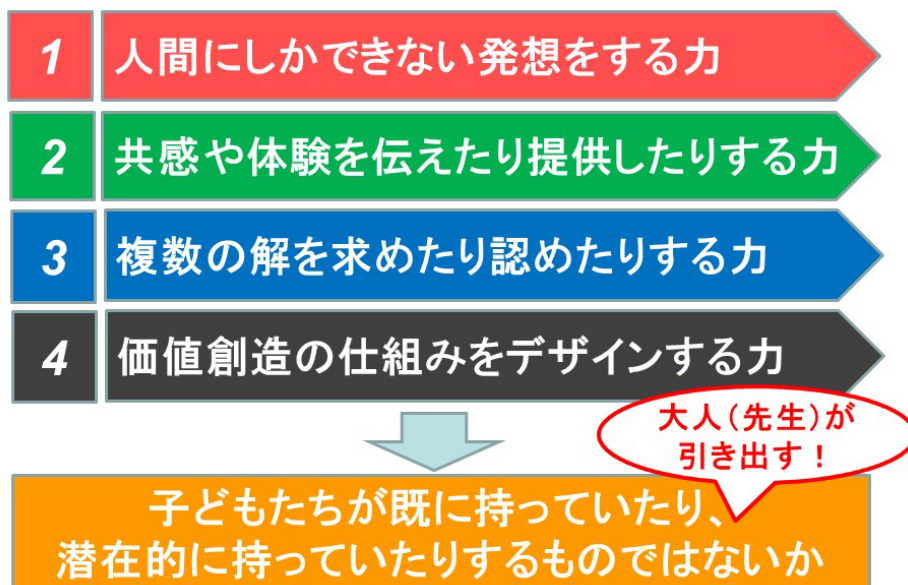 1 人間にしかできない発想をする力
2 共感や体験を伝えたり提供したりする力
3 複数の解を求めたり認めたりする力
4 価値創造の仕組みをデザインする力
大人(先生)が
引き出す!
子どもたちが既に持っていたり、
潜在的に持っていたりするものではないか